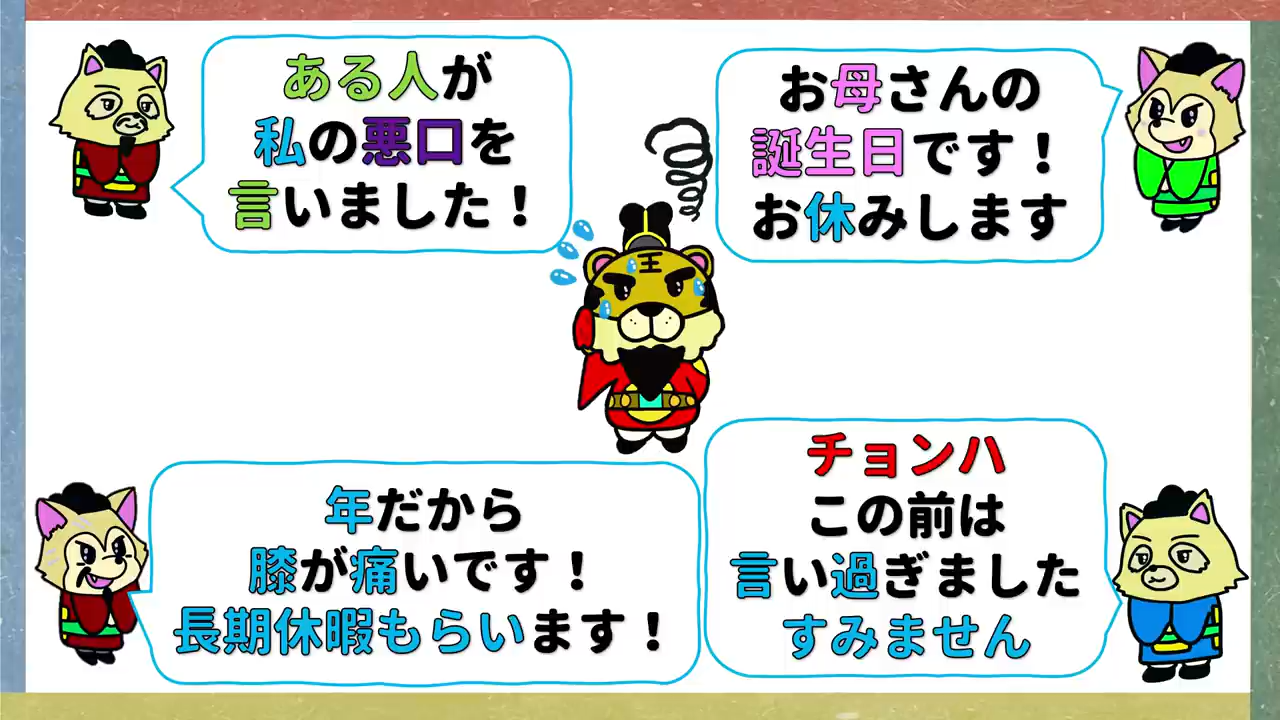 ある人が
私の悪口を
言いました！
お母さんの
誕生日です！
お休みします
王
年だから
膝が痛いです！
長期休暇もらいます！
チョンハ
この前は
言い過ぎました
すみません